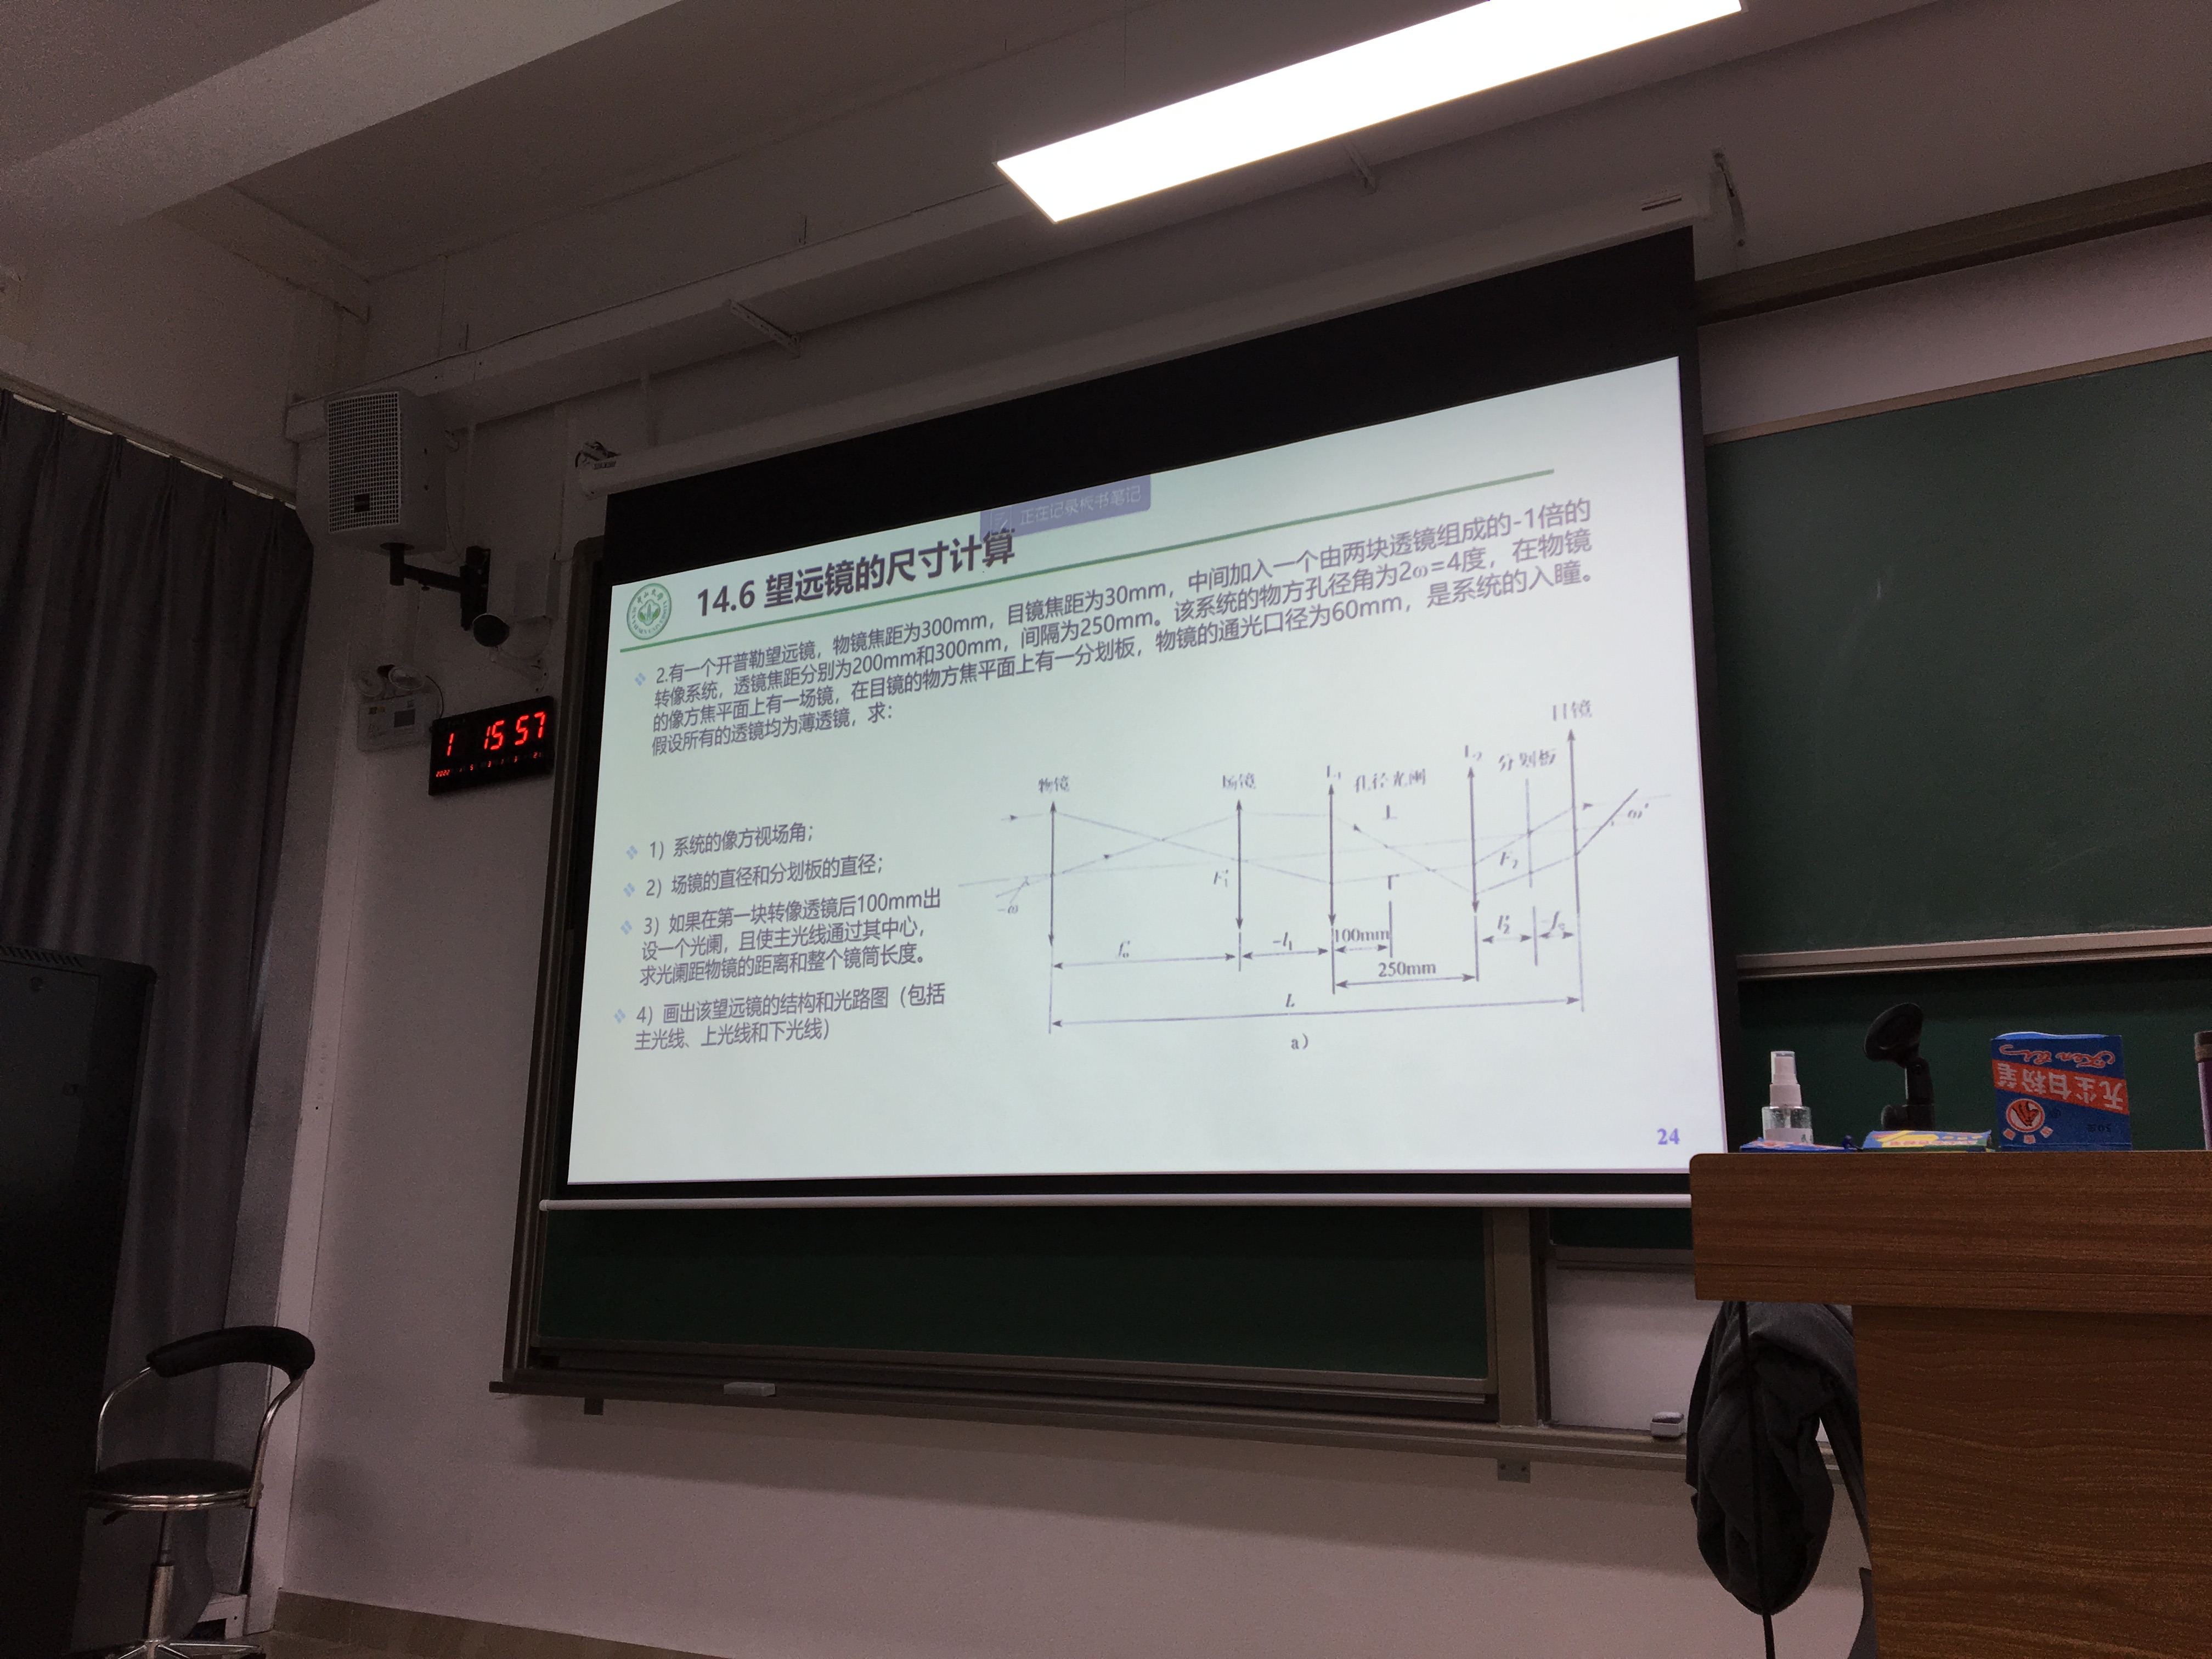 正在记录板书笔记
14.6 望远镜的尺寸计算
2.有一个开普勒望远镜，物镜焦距为300mm，目镜焦距为30mm，中间加入一个由两块透镜组成的-1倍的
转像系统，透镜焦距分别为200mm和300mm，间隔为250mm。该系统的物方孔径角为2ω=4度，在物镜
的像方焦平面上有一场镜，在目镜的物方焦平面上有一分划板，物镜的通光口径为60mm，是系统的入瞳。
假设所有的透镜均为薄透镜，求：
1）系统的像方视场角；
2）场镜的直径和分划板的直径；
3）如果在第一块转像透镜后100mm出
设一个光阑，且使主光线通过其中心，
求光阑距物镜的距离和整个镜筒长度。
4）画出该望远镜的结构和光路图（包括
主光线、上光线和下光线）
物镜
场镜
L1
孔径光阑
L2
分划板
目镜
-ω
F1'
F2
ω'
-l1
100mm
l2'
250mm
L
a）
24
1 15 57
2022
无尘白粉笔